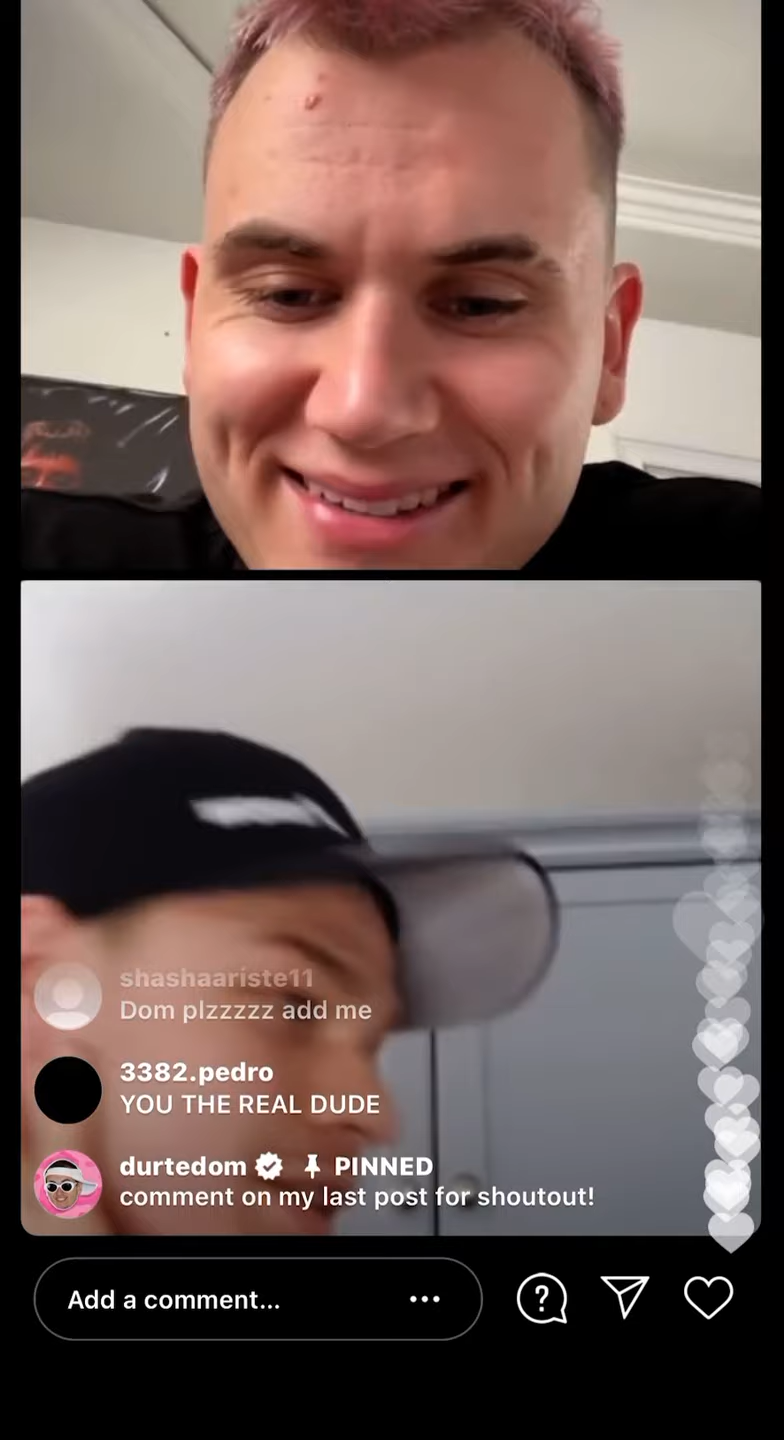 shashaariste11
Dom plzzzzz add me
3382.pedro
YOU THE REAL DUDE
durtedom PINNED
comment on my last post for shoutout!
Add a comment...